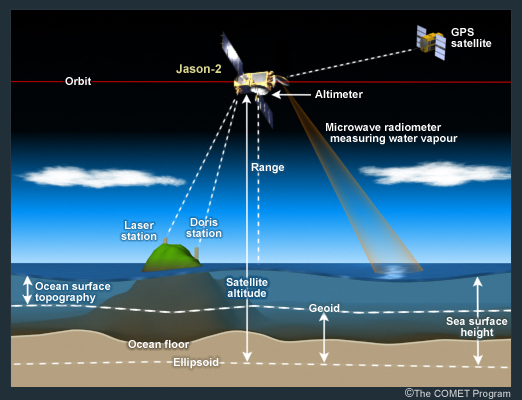 GPS
satellite
Jason-2
Orbit
Altimeter
Microwave radiometer
measuring water vapour
Range
Laser
station
Doris
station
Ocean surface
topography
Satellite
altitude
Geoid
Sea surface
height
Ocean floor
Ellipsoid
©The COMET Program